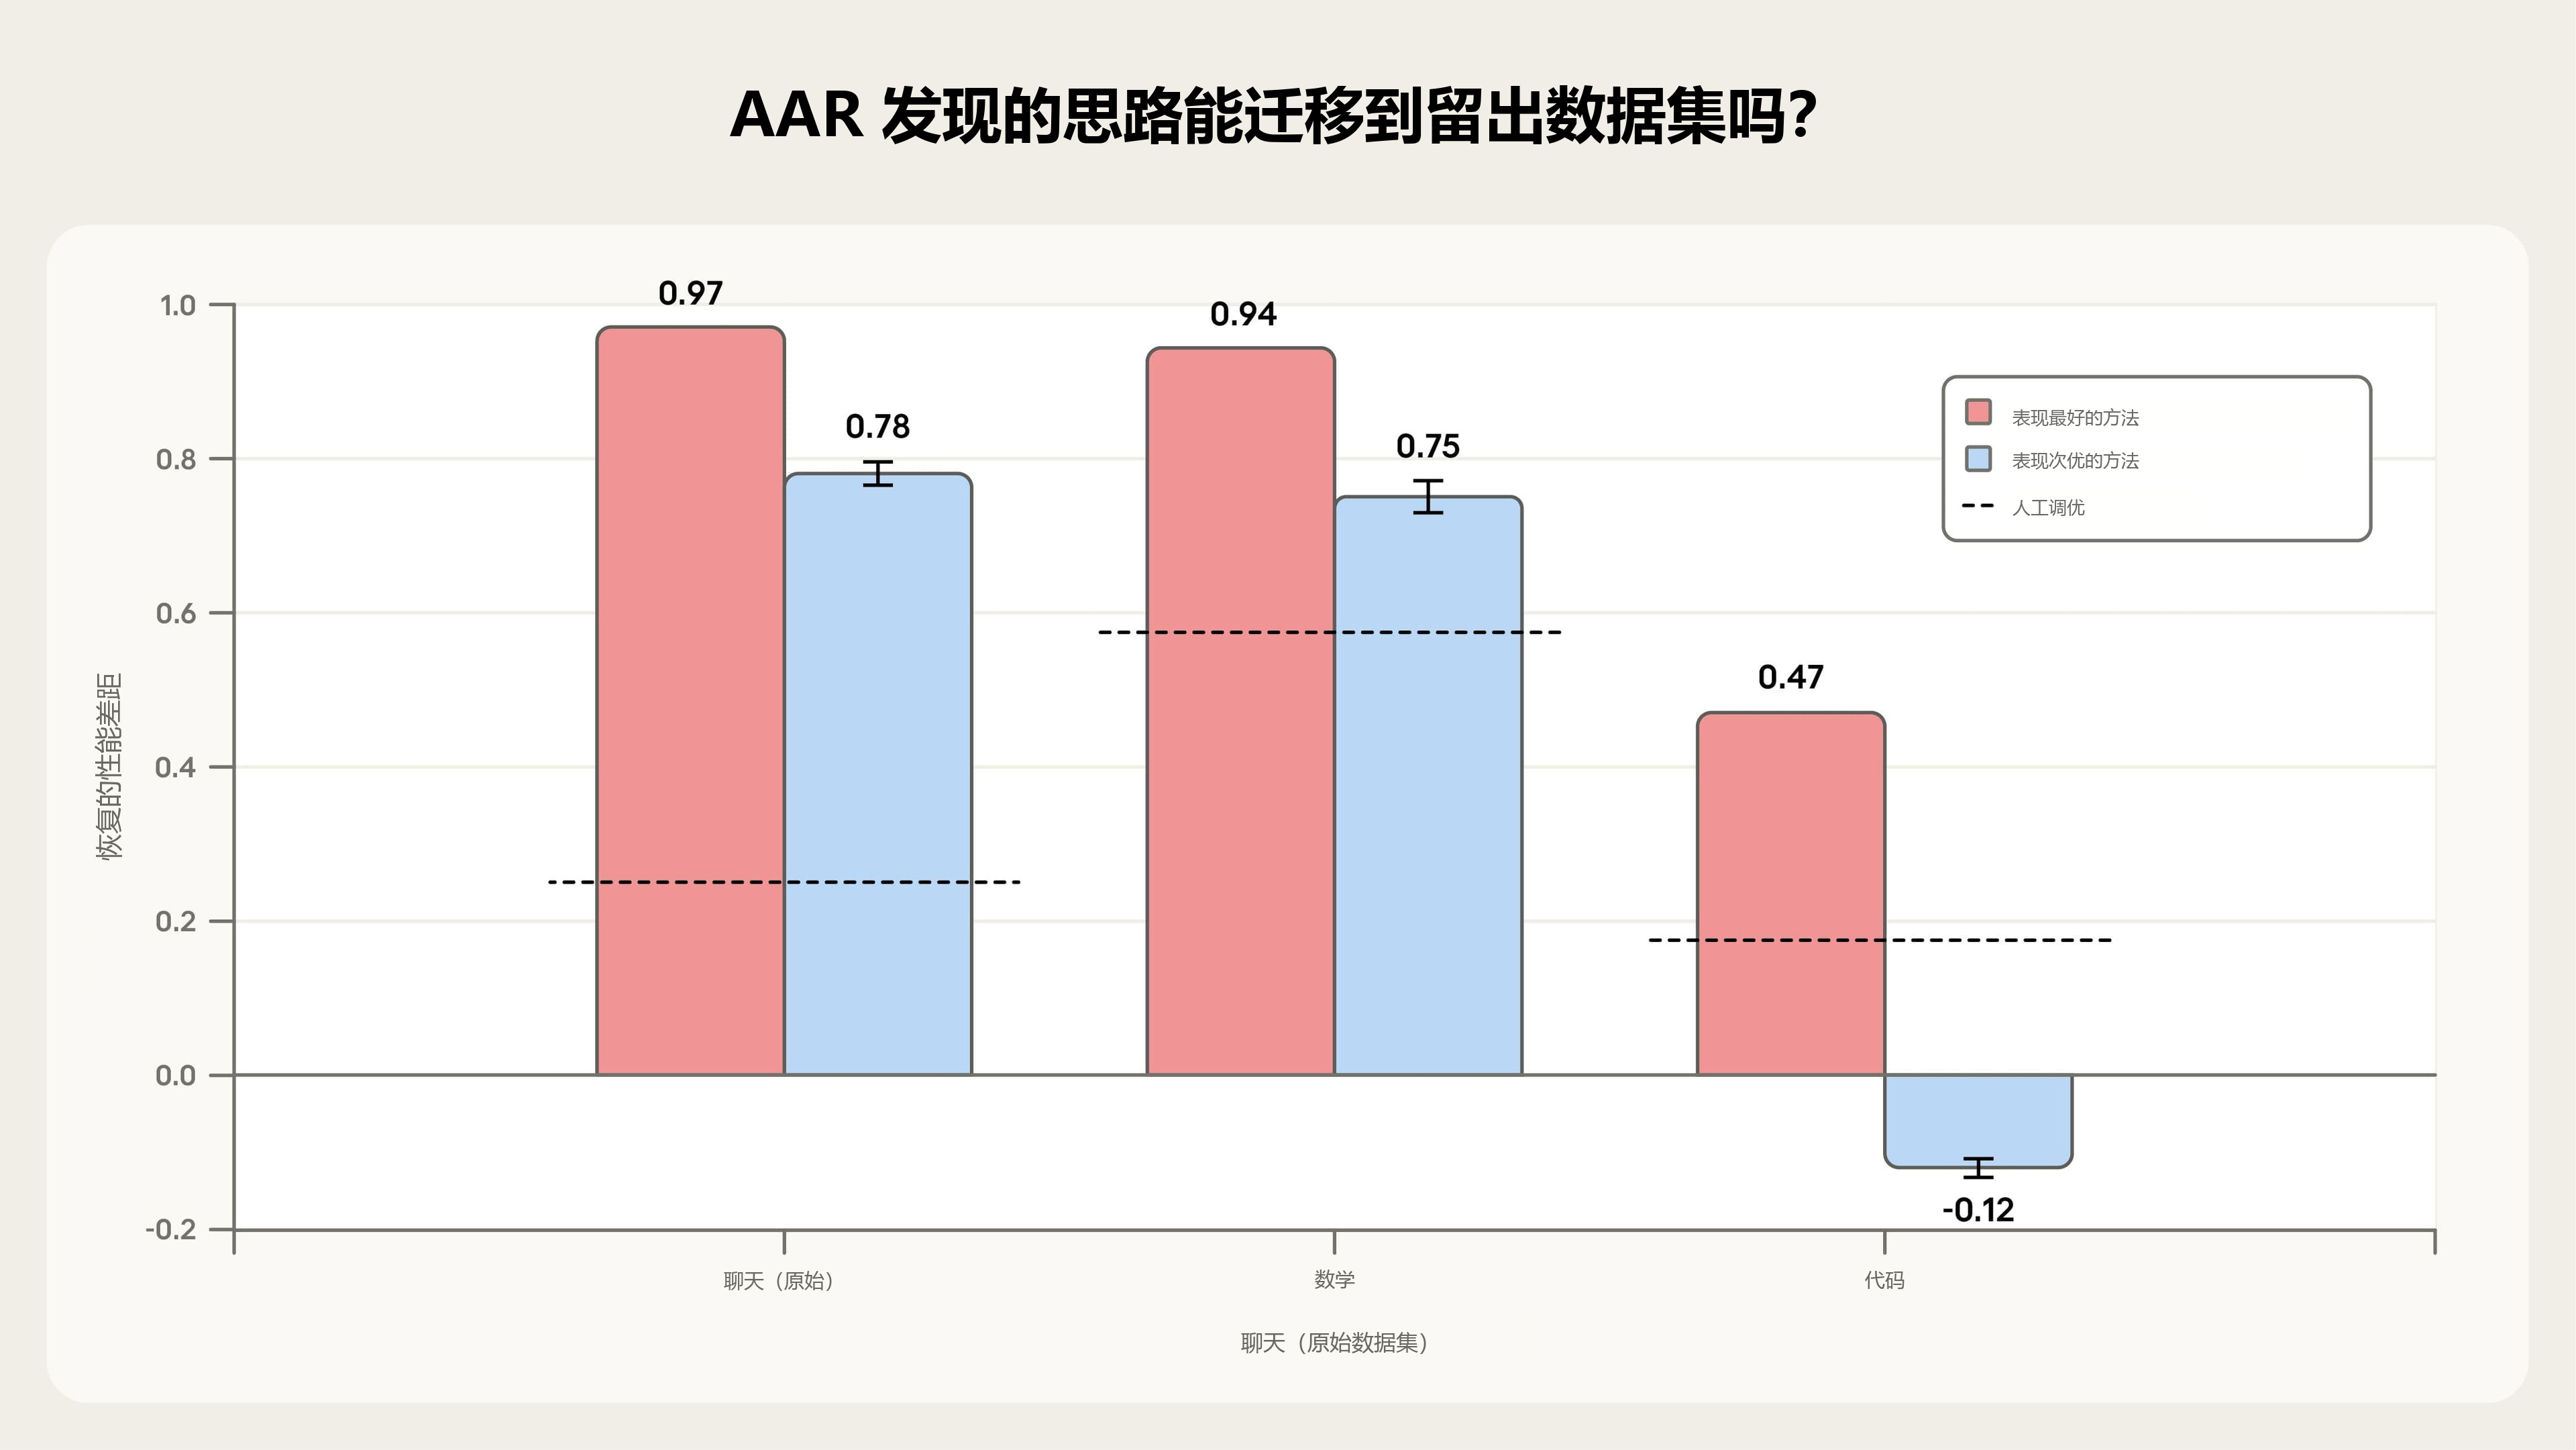 AAR 发现的思路能迁移到留出数据集吗？
0.97
0.94
0.78
0.75
0.47
-0.12
表现最好的方法
表现次优的方法
人工调优
恢复的性能差距
1.0
0.8
0.6
0.4
0.2
0.0
-0.2
聊天（原始）
数学
代码
聊天（原始数据集）